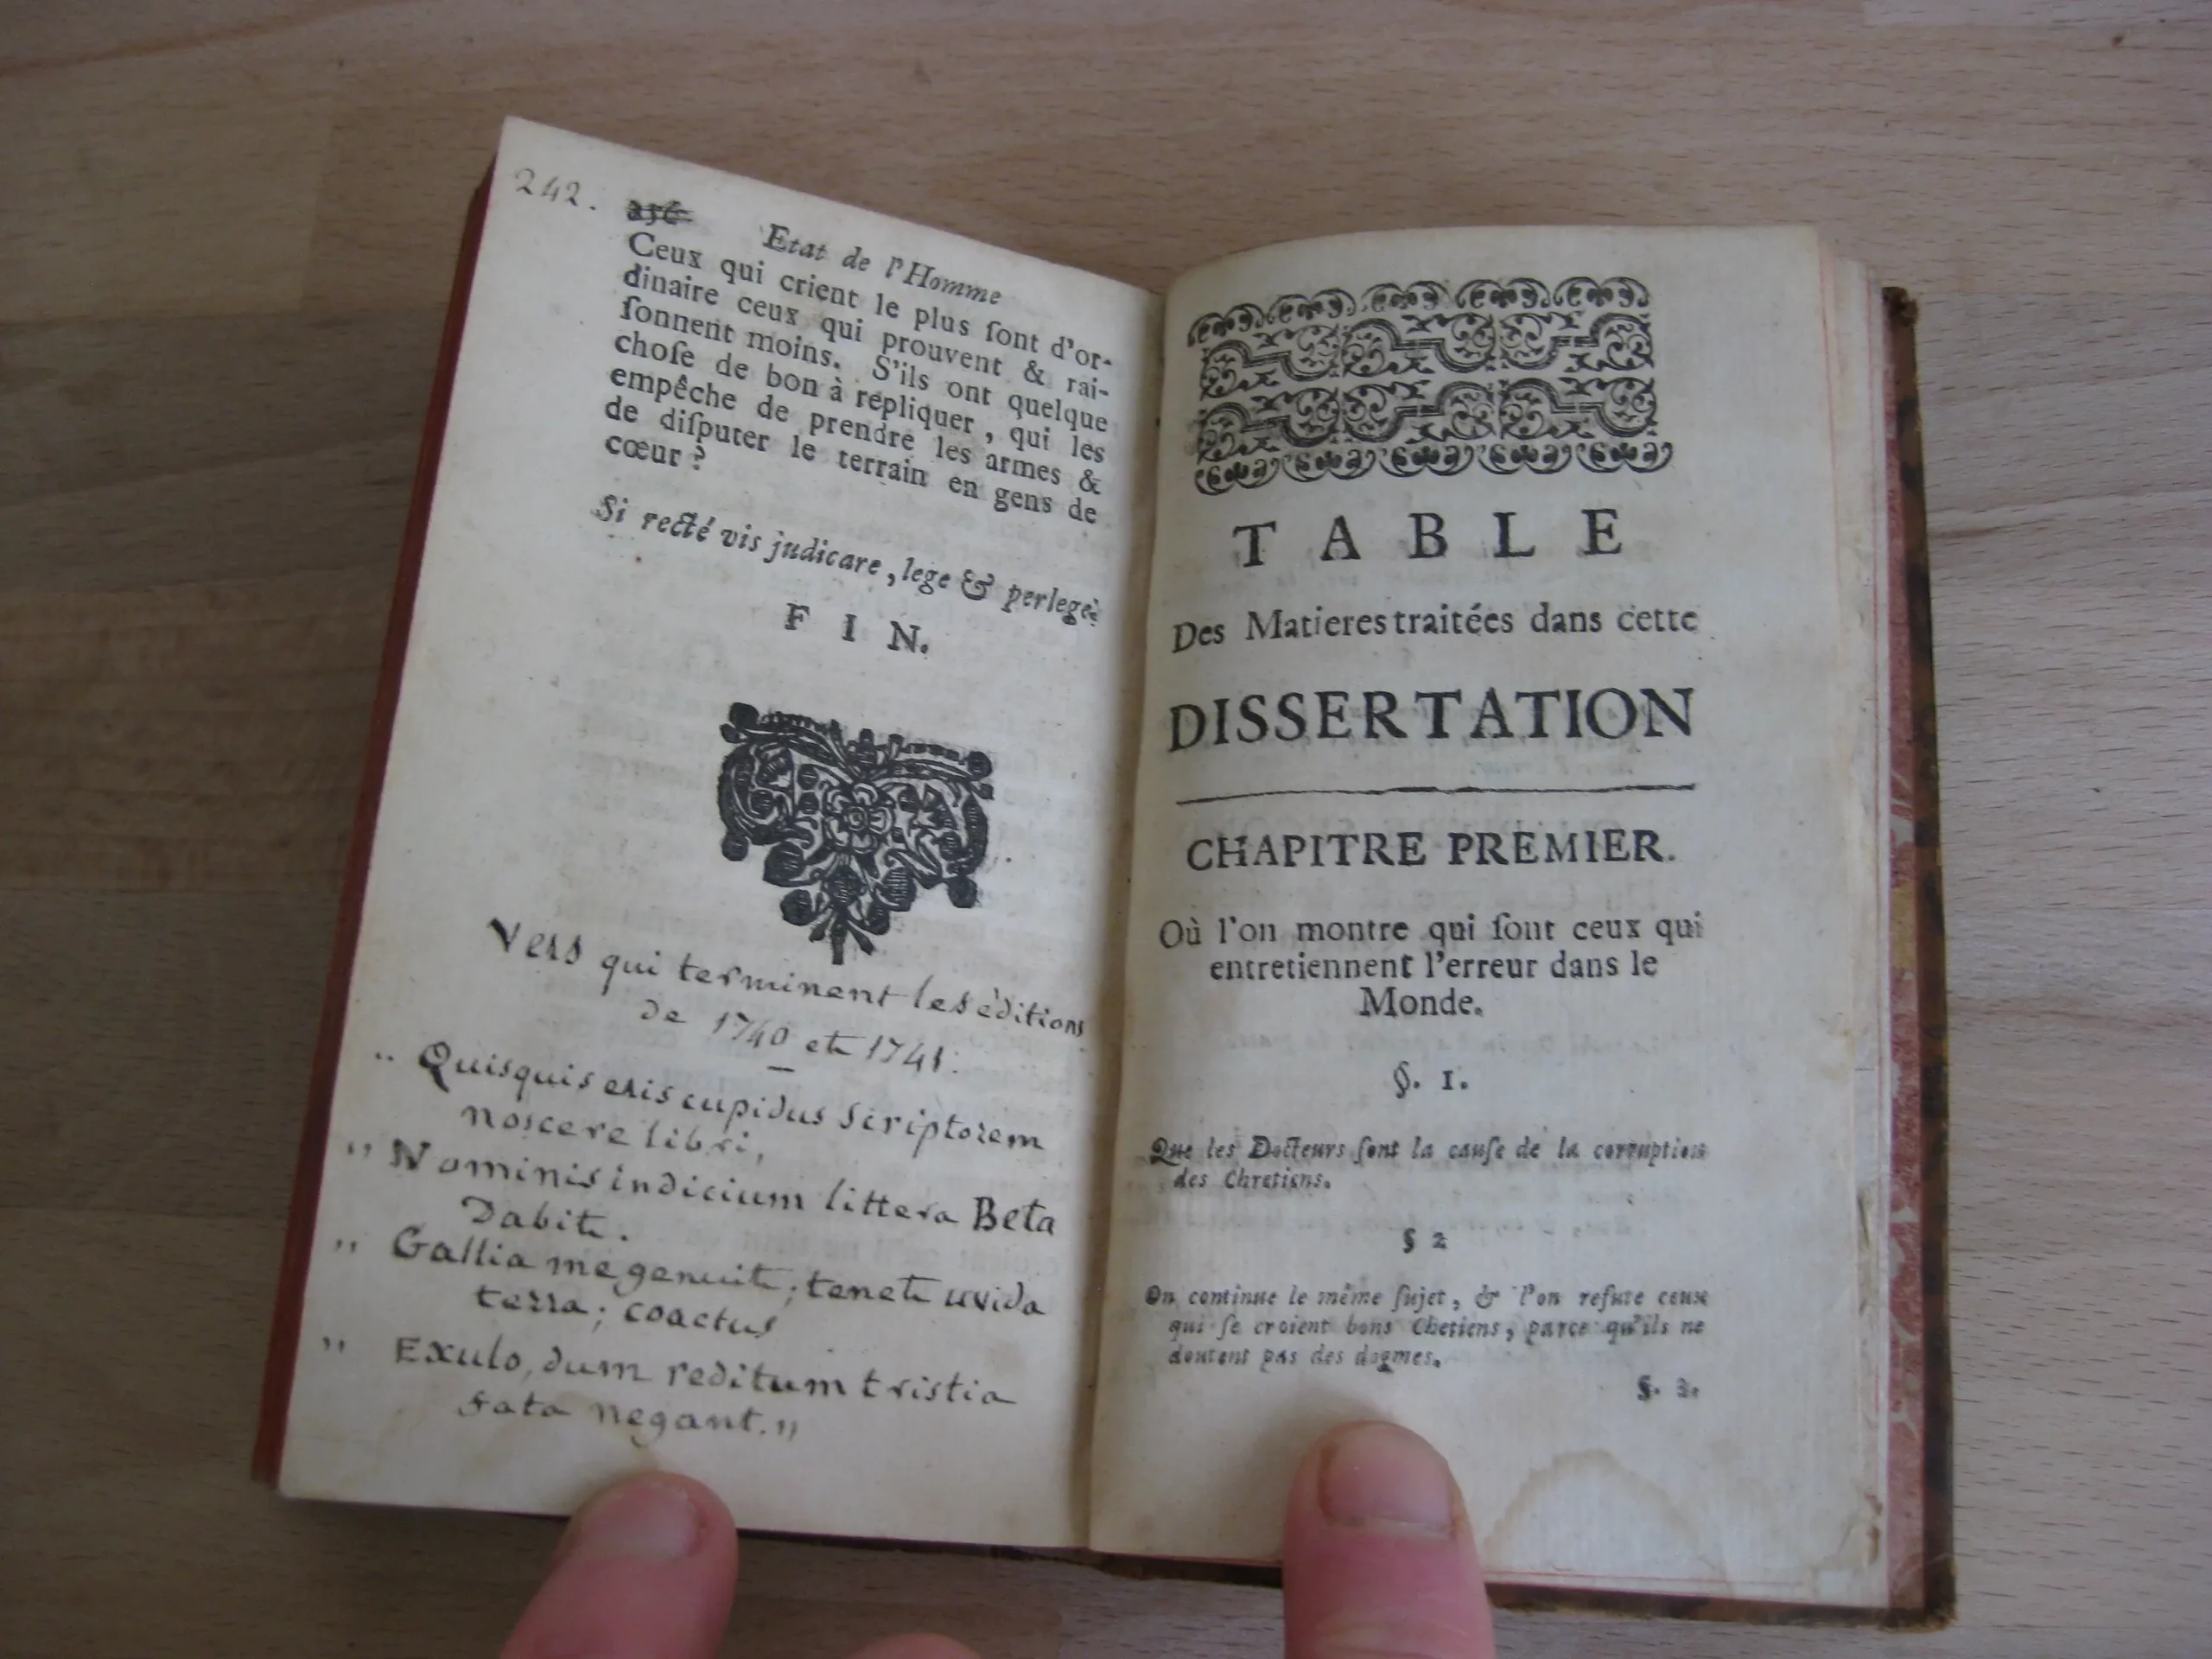 242.
Etat de l'Homme
Ceux qui crient le plus ſont d'or-
dinaire ceux qui prouvent & rai-
ſonnent moins. S'ils ont quelque
choſe de bon à répliquer, qui les
empêche de prendre les armes &
de diſputer le terrain en gens de
cœur ?
Si recté vis judicare, lege & perlege.
FIN.
Vers qui terminent les éditions
de 1740 et 1741.
„ Quisquis eris cupidus Scriptorem
noscere libri,
„ Nominis indicium littera Beta
Dabit.
„ Gallia me genuit; tenet uvida
terra; coactus
„ Exulo, dum reditum tristia
fata negant. „
TABLE
Des Matieres traitées dans cette
DISSERTATION
CHAPITRE PREMIER.
Où l'on montre qui ſont ceux qui
entretiennent l'erreur dans le
Monde.
§. 1.
Que les Docteurs ſont la cauſe de la corruption
des Chretiens.
§ 2
On continue le même ſujet, & l'on refute ceux
qui ſe croient bons Chetiens, parce qu'ils ne
doutent pas des dogmes.
§. 3.